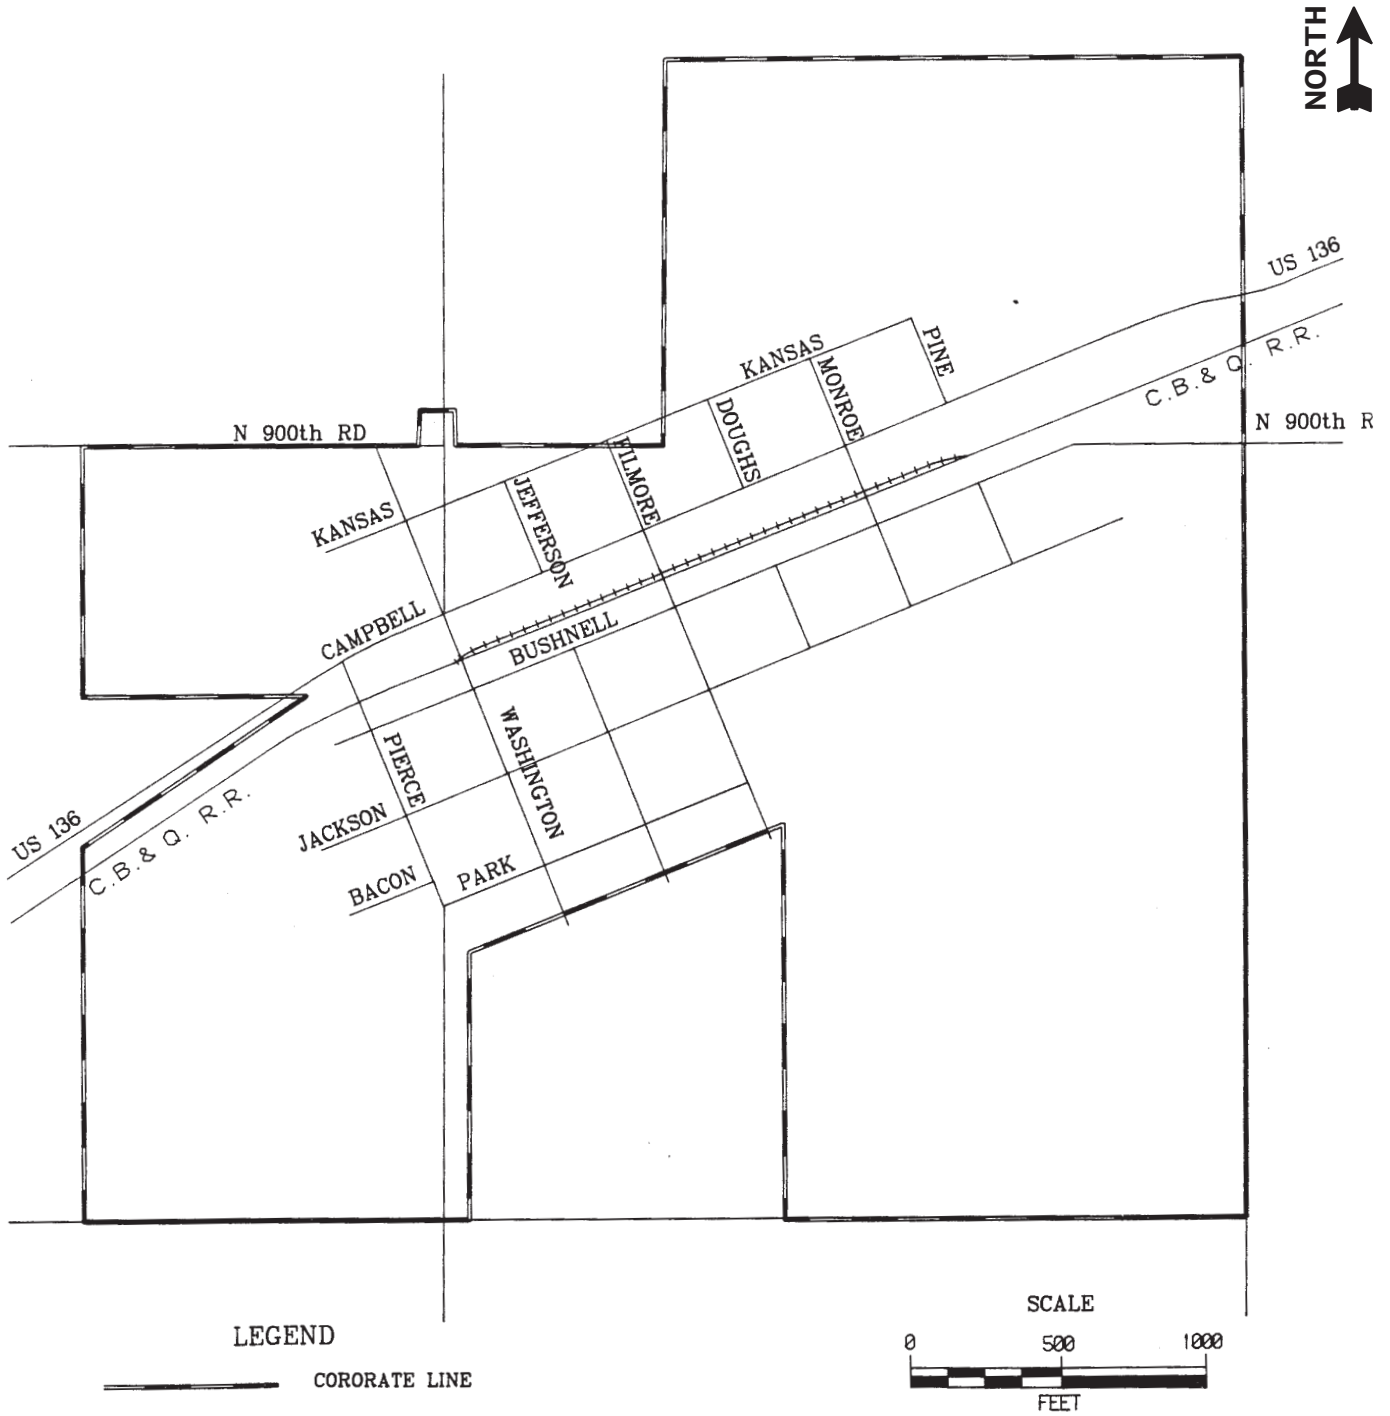 NORTH
US 136
KANSAS
PINE
MONROE
C.B.& Q. R.R.
DOUGHS
N 900th R
N 900th RD
FILMORE
JEFFERSON
KANSAS
CAMPBELL
BUSHNELL
WASHINGTON
PIERCE
JACKSON
US 136
C.B.& Q. R.R.
BACON
PARK
SCALE
0 500 1000
FEET
LEGEND
CORORATE LINE